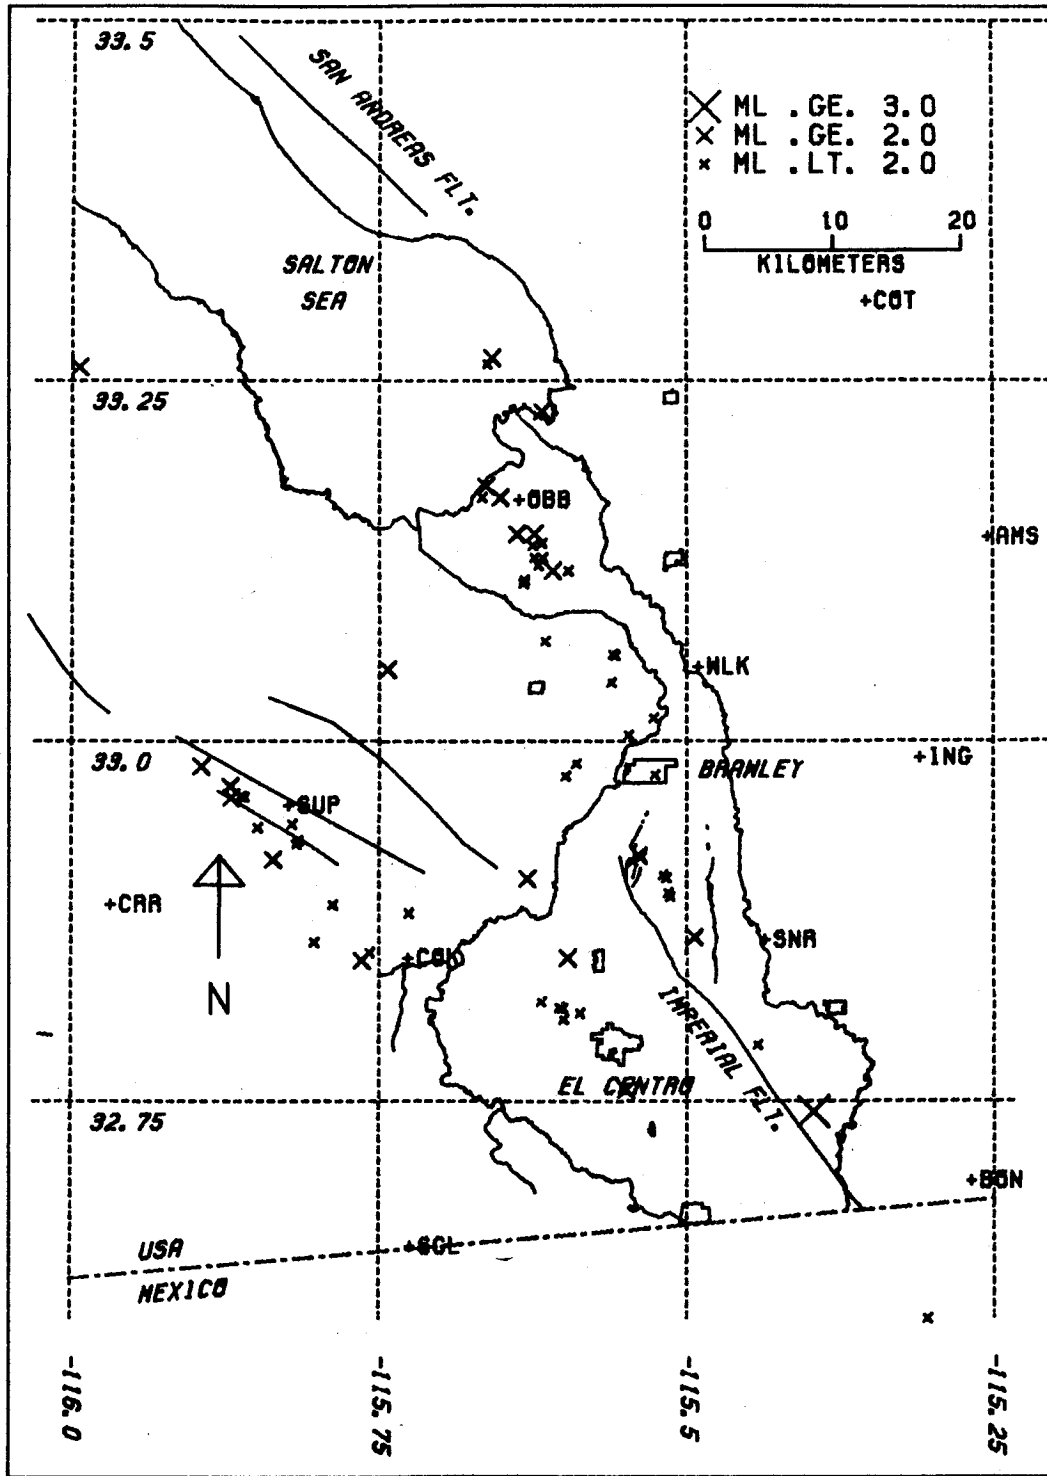 33.5
SAN ANDREAS FLT.
ML .GE. 3.0
ML .GE. 2.0
ML .LT. 2.0
0 10 20
KILOMETERS
SALTON
SEA
+COT
33.25
+OBB
+AMS
+WLK
33.0
BRAWLEY
+ING
+SUP
+CRR
+SNR
N
IMPERIAL FLT.
EL CENTRO
32.75
+BON
+SGL
USA
MEXICO
-116.0
-115.75
-115.5
-115.25